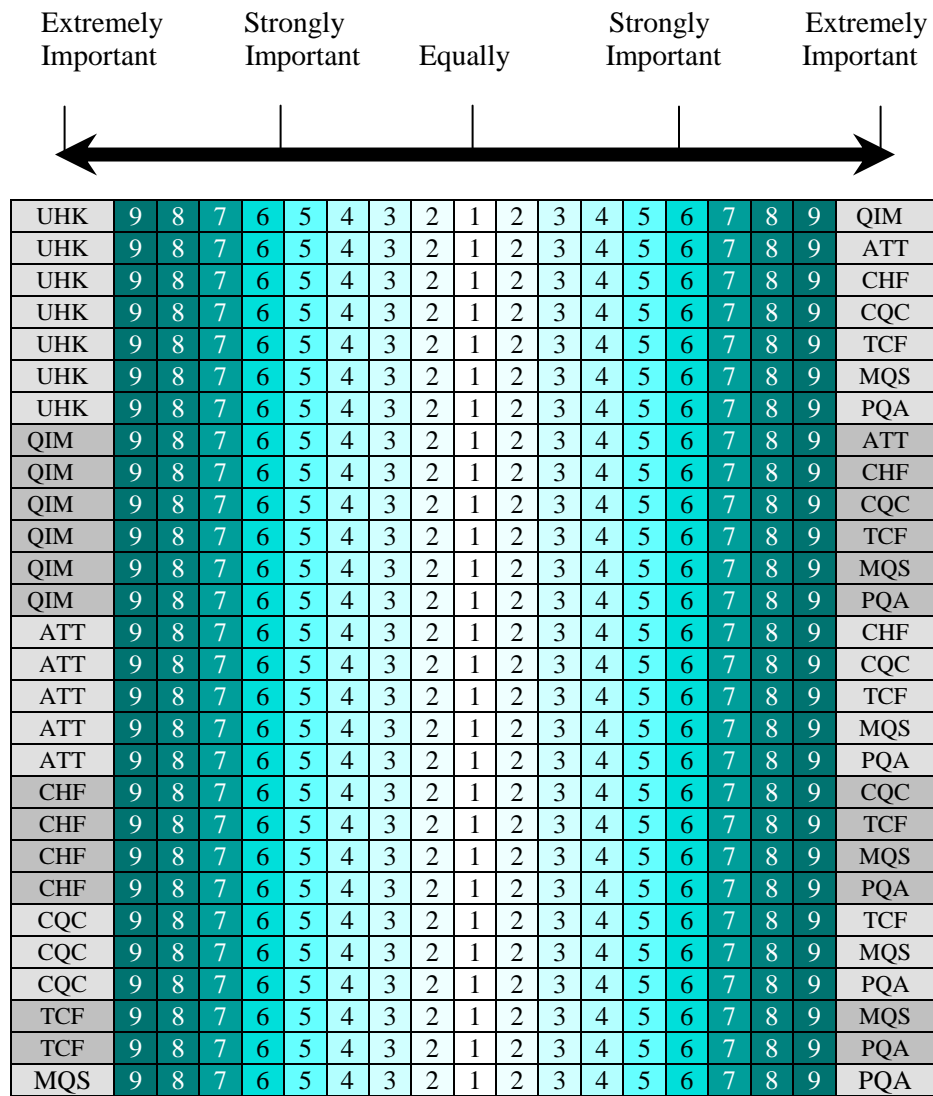 Extremely Strongly Strongly Extremely
Important Important Equally Important Important
UHK 9 8 7 6 5 4 3 2 1 2 3 4 5 6 7 8 9 QIM
UHK 9 8 7 6 5 4 3 2 1 2 3 4 5 6 7 8 9 ATT
UHK 9 8 7 6 5 4 3 2 1 2 3 4 5 6 7 8 9 CHF
UHK 9 8 7 6 5 4 3 2 1 2 3 4 5 6 7 8 9 CQC
UHK 9 8 7 6 5 4 3 2 1 2 3 4 5 6 7 8 9 TCF
UHK 9 8 7 6 5 4 3 2 1 2 3 4 5 6 7 8 9 MQS
UHK 9 8 7 6 5 4 3 2 1 2 3 4 5 6 7 8 9 PQA
QIM 9 8 7 6 5 4 3 2 1 2 3 4 5 6 7 8 9 ATT
QIM 9 8 7 6 5 4 3 2 1 2 3 4 5 6 7 8 9 CHF
QIM 9 8 7 6 5 4 3 2 1 2 3 4 5 6 7 8 9 CQC
QIM 9 8 7 6 5 4 3 2 1 2 3 4 5 6 7 8 9 TCF
QIM 9 8 7 6 5 4 3 2 1 2 3 4 5 6 7 8 9 MQS
QIM 9 8 7 6 5 4 3 2 1 2 3 4 5 6 7 8 9 PQA
ATT 9 8 7 6 5 4 3 2 1 2 3 4 5 6 7 8 9 CHF
ATT 9 8 7 6 5 4 3 2 1 2 3 4 5 6 7 8 9 CQC
ATT 9 8 7 6 5 4 3 2 1 2 3 4 5 6 7 8 9 TCF
ATT 9 8 7 6 5 4 3 2 1 2 3 4 5 6 7 8 9 MQS
ATT 9 8 7 6 5 4 3 2 1 2 3 4 5 6 7 8 9 PQA
CHF 9 8 7 6 5 4 3 2 1 2 3 4 5 6 7 8 9 CQC
CHF 9 8 7 6 5 4 3 2 1 2 3 4 5 6 7 8 9 TCF
CHF 9 8 7 6 5 4 3 2 1 2 3 4 5 6 7 8 9 MQS
CHF 9 8 7 6 5 4 3 2 1 2 3 4 5 6 7 8 9 PQA
CQC 9 8 7 6 5 4 3 2 1 2 3 4 5 6 7 8 9 TCF
CQC 9 8 7 6 5 4 3 2 1 2 3 4 5 6 7 8 9 MQS
CQC 9 8 7 6 5 4 3 2 1 2 3 4 5 6 7 8 9 PQA
TCF 9 8 7 6 5 4 3 2 1 2 3 4 5 6 7 8 9 MQS
TCF 9 8 7 6 5 4 3 2 1 2 3 4 5 6 7 8 9 PQA
MQS 9 8 7 6 5 4 3 2 1 2 3 4 5 6 7 8 9 PQA